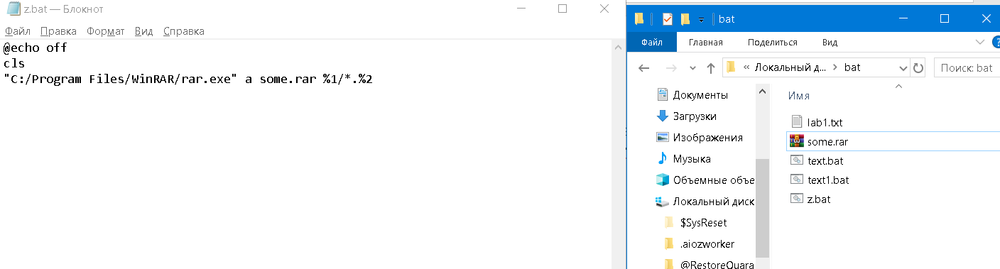 z.bat — Блокнот
Файл Правка Формат Вид Справка
@echo off
cls
"C:/Program Files/WinRAR/rar.exe" a some.rar %1/*.%2
bat
Файл Главная Поделиться Вид
« Локальный д... > bat
Поиск: bat
Документы
Загрузки
Изображения
Музыка
Объемные объе
Локальный диск
$SysReset
.aiozworker
@RestoreQuara
Имя
lab1.txt
some.rar
text.bat
text1.bat
z.bat